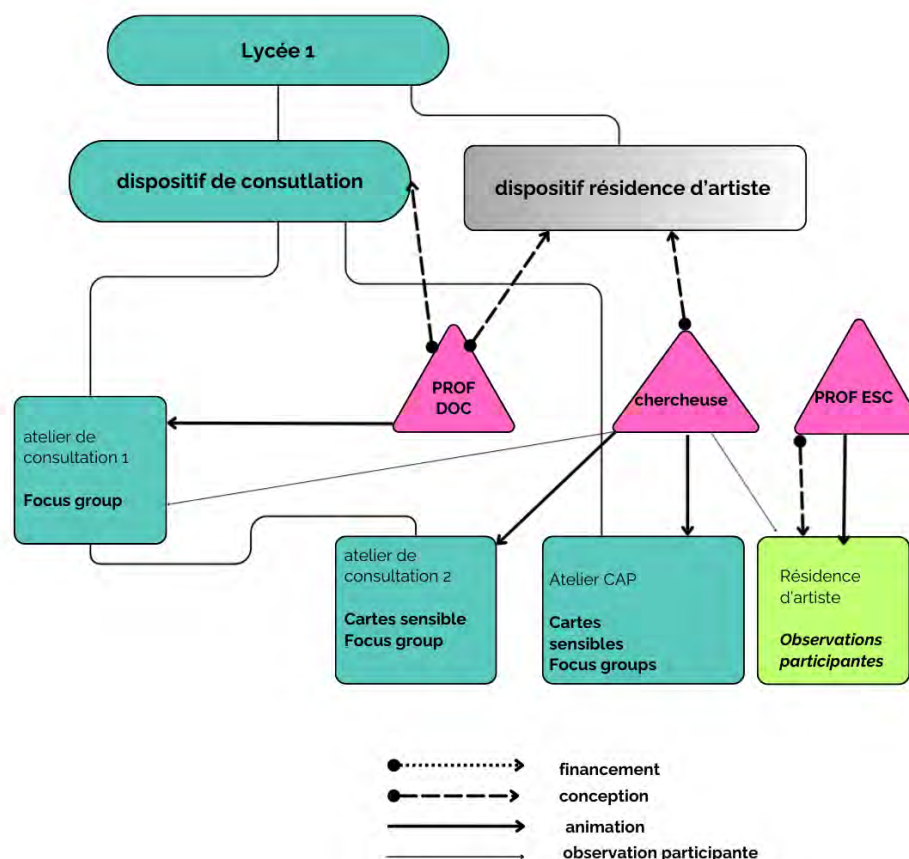 Lycée 1
dispositif de consutlation
dispositif résidence d'artiste
PROF
DOC
chercheuse
PROF ESC
atelier de
consultation 1
Focus group
atelier de
consultation 2
Cartes sensible
Focus group
Atelier CAP
Cartes
sensibles
Focus groups
Résidence
d'artiste
Observations
participantes
financement
conception
animation
observation participante